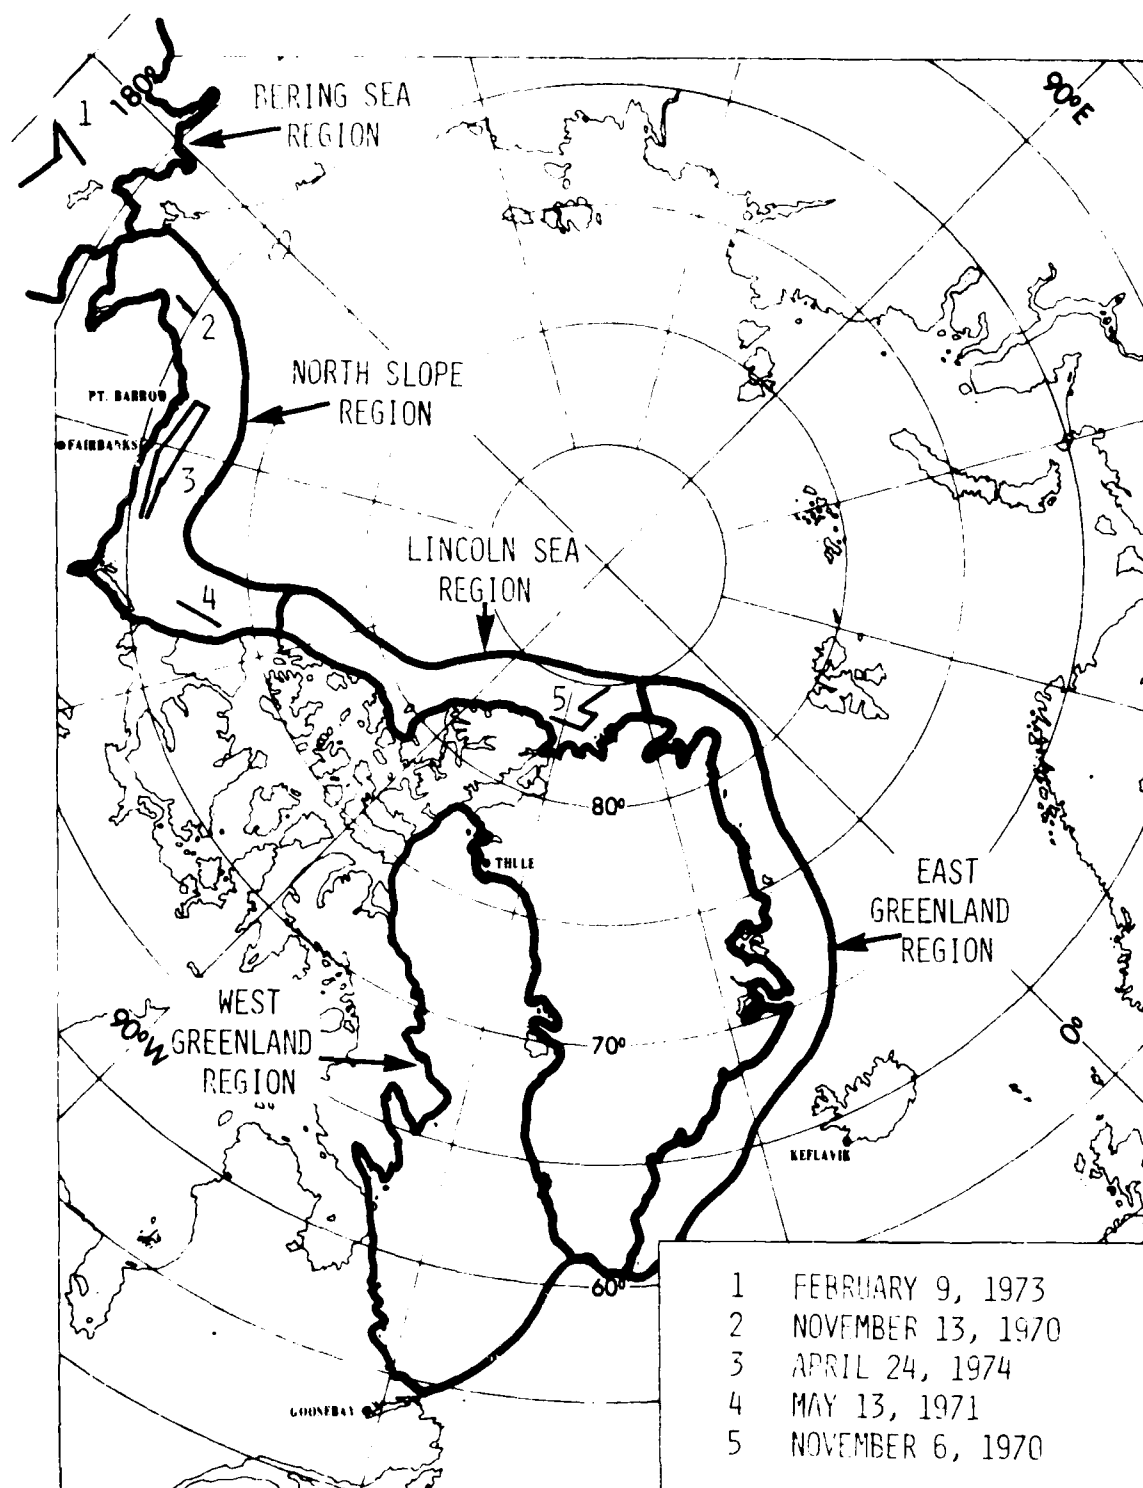 180°
1
BERING SEA
REGION
90°E
2
NORTH SLOPE
REGION
PT. BARROW
FAIRBANKS
3
LINCOLN SEA
REGION
4
5
80°
THULE
EAST
GREENLAND
REGION
WEST
GREENLAND
REGION
90°W
70°
0°
KEFLAVIK
60°
GOOSEBAY
1 FEBRUARY 9, 1973
2 NOVEMBER 13, 1970
3 APRIL 24, 1974
4 MAY 13, 1971
5 NOVEMBER 6, 1970